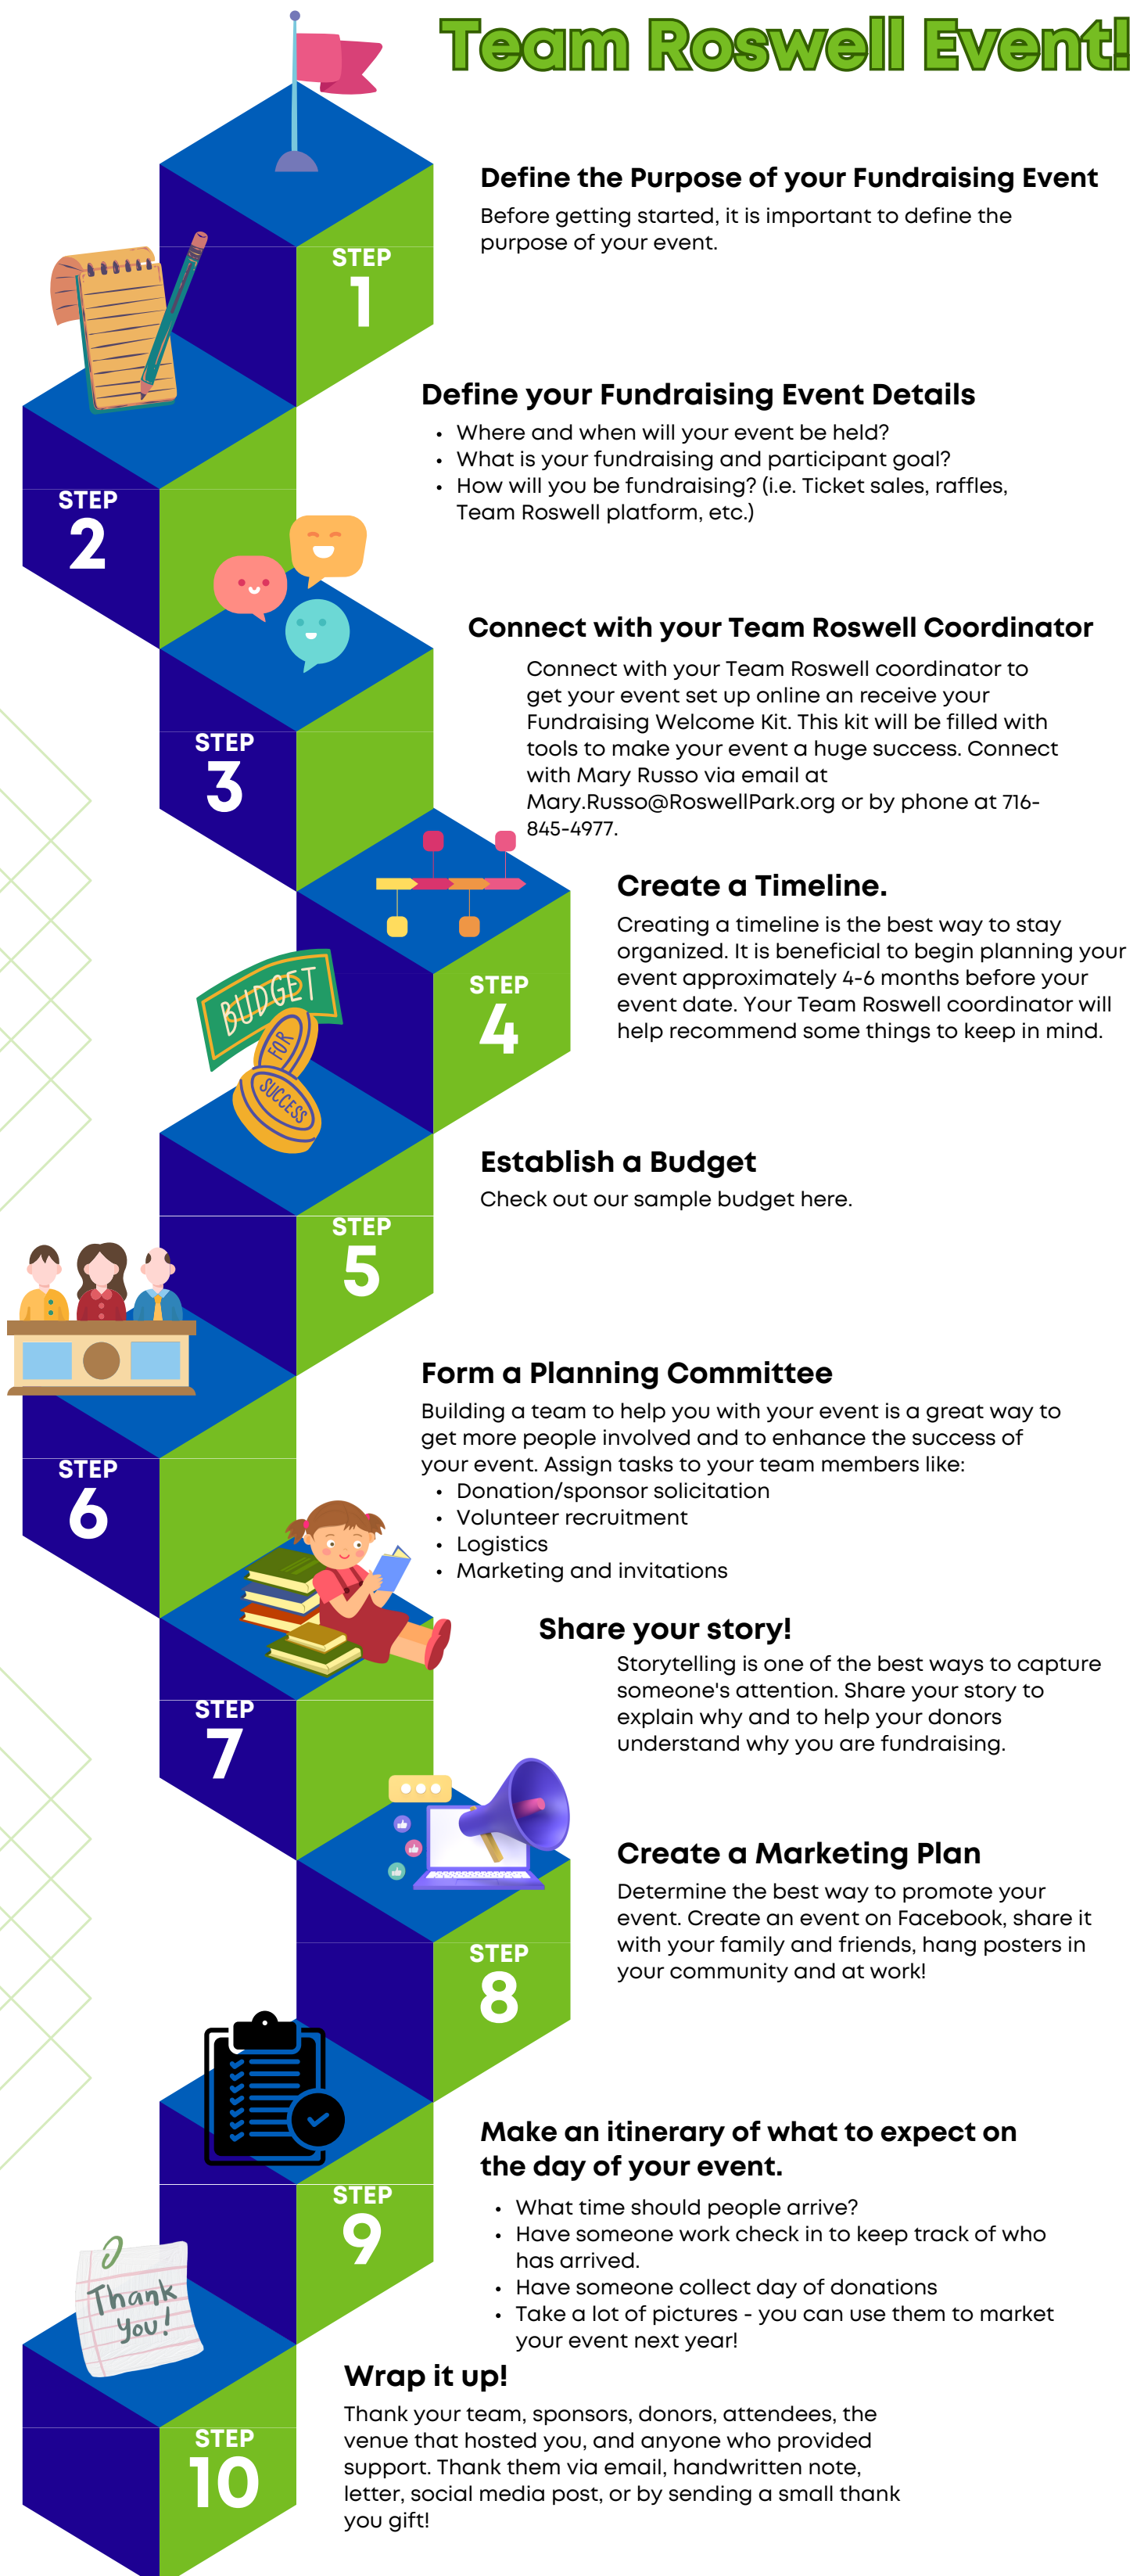 Team Roswell Event!
Define the Purpose of your Fundraising Event
Before getting started, it is important to define the
purpose of your event.
STEP
1
Define your Fundraising Event Details
• Where and when will your event be held?
• What is your fundraising and participant goal?
• How will you be fundraising? (i.e. Ticket sales, raffles,
Team Roswell platform, etc.)
STEP
2
Connect with your Team Roswell Coordinator
Connect with your Team Roswell coordinator to
get your event set up online an receive your
Fundraising Welcome Kit. This kit will be filled with
tools to make your event a huge success. Connect
with Mary Russo via email at
Mary.Russo@RoswellPark.org or by phone at 716-
845-4977.
STEP
3
Create a Timeline.
Creating a timeline is the best way to stay
organized. It is beneficial to begin planning your
event approximately 4-6 months before your
event date. Your Team Roswell coordinator will
help recommend some things to keep in mind.
STEP
4
BUDGET
FOR
SUCCESS
Establish a Budget
Check out our sample budget here.
STEP
5
Form a Planning Committee
Building a team to help you with your event is a great way to
get more people involved and to enhance the success of
your event. Assign tasks to your team members like:
• Donation/sponsor solicitation
• Volunteer recruitment
• Logistics
• Marketing and invitations
STEP
6
Share your story!
Storytelling is one of the best ways to capture
someone's attention. Share your story to
explain why and to help your donors
understand why you are fundraising.
STEP
7
Create a Marketing Plan
Determine the best way to promote your
event. Create an event on Facebook, share it
with your family and friends, hang posters in
your community and at work!
STEP
8
Make an itinerary of what to expect on
the day of your event.
• What time should people arrive?
• Have someone work check in to keep track of who
has arrived.
• Have someone collect day of donations
• Take a lot of pictures - you can use them to market
your event next year!
STEP
9
Thank
You!
Wrap it up!
Thank your team, sponsors, donors, attendees, the
venue that hosted you, and anyone who provided
support. Thank them via email, handwritten note,
letter, social media post, or by sending a small thank
you gift!
STEP
10